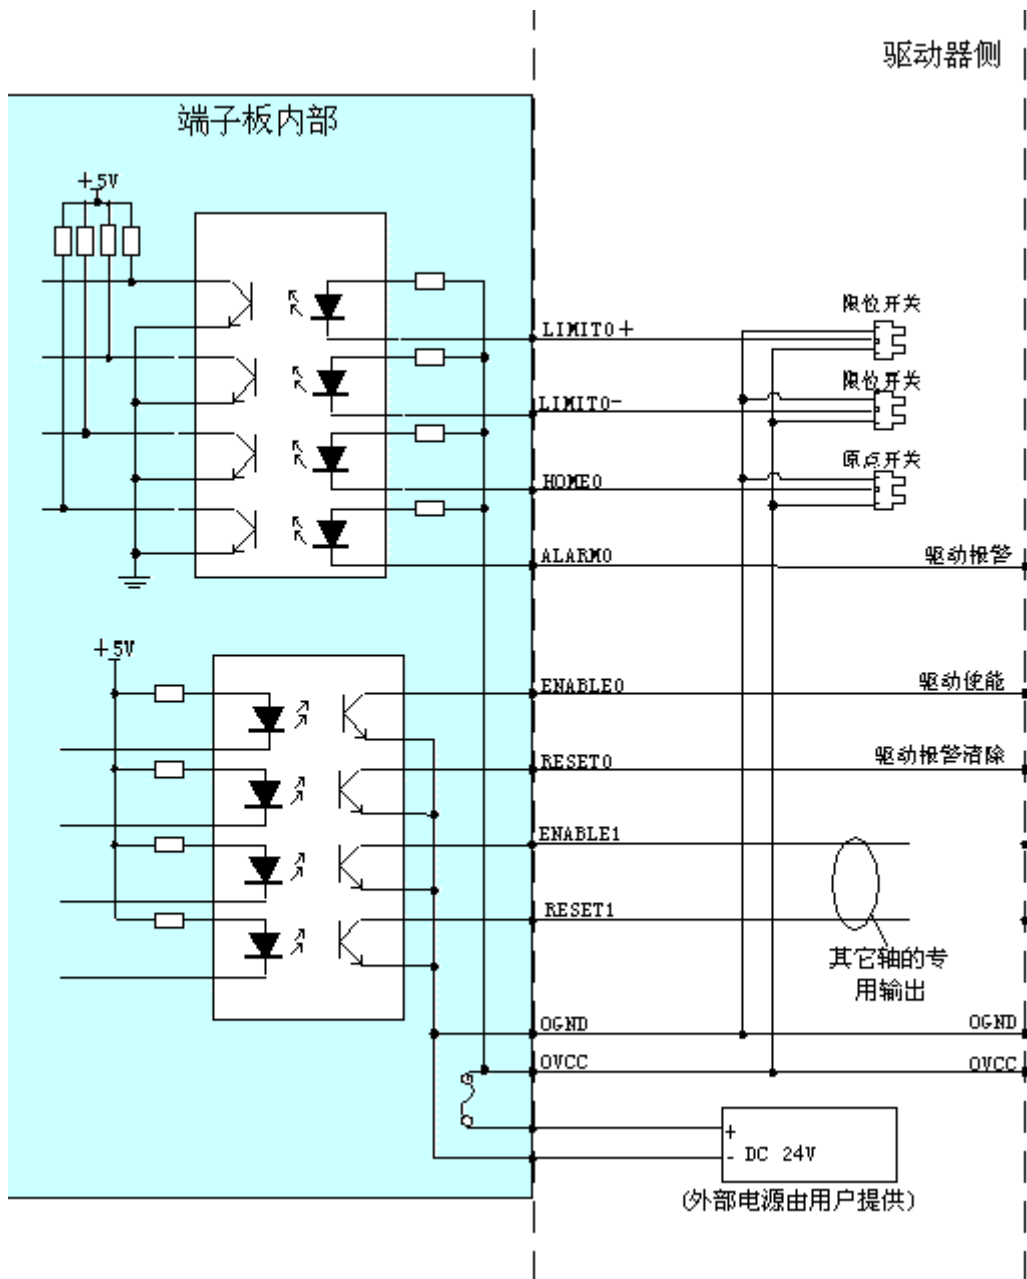 驱动器侧
端子板内部
+5V
限位开关
LIMIT0+
限位开关
LIMIT0-
原点开关
HOME0
ALARM0
驱动报警
+5V
ENABLE0
驱动使能
RESET0
驱动报警清除
ENABLE1
RESET1
其它轴的专
用输出
OGND
OGND
OVCC
OVCC
+
- DC 24V
(外部电源由用户提供)